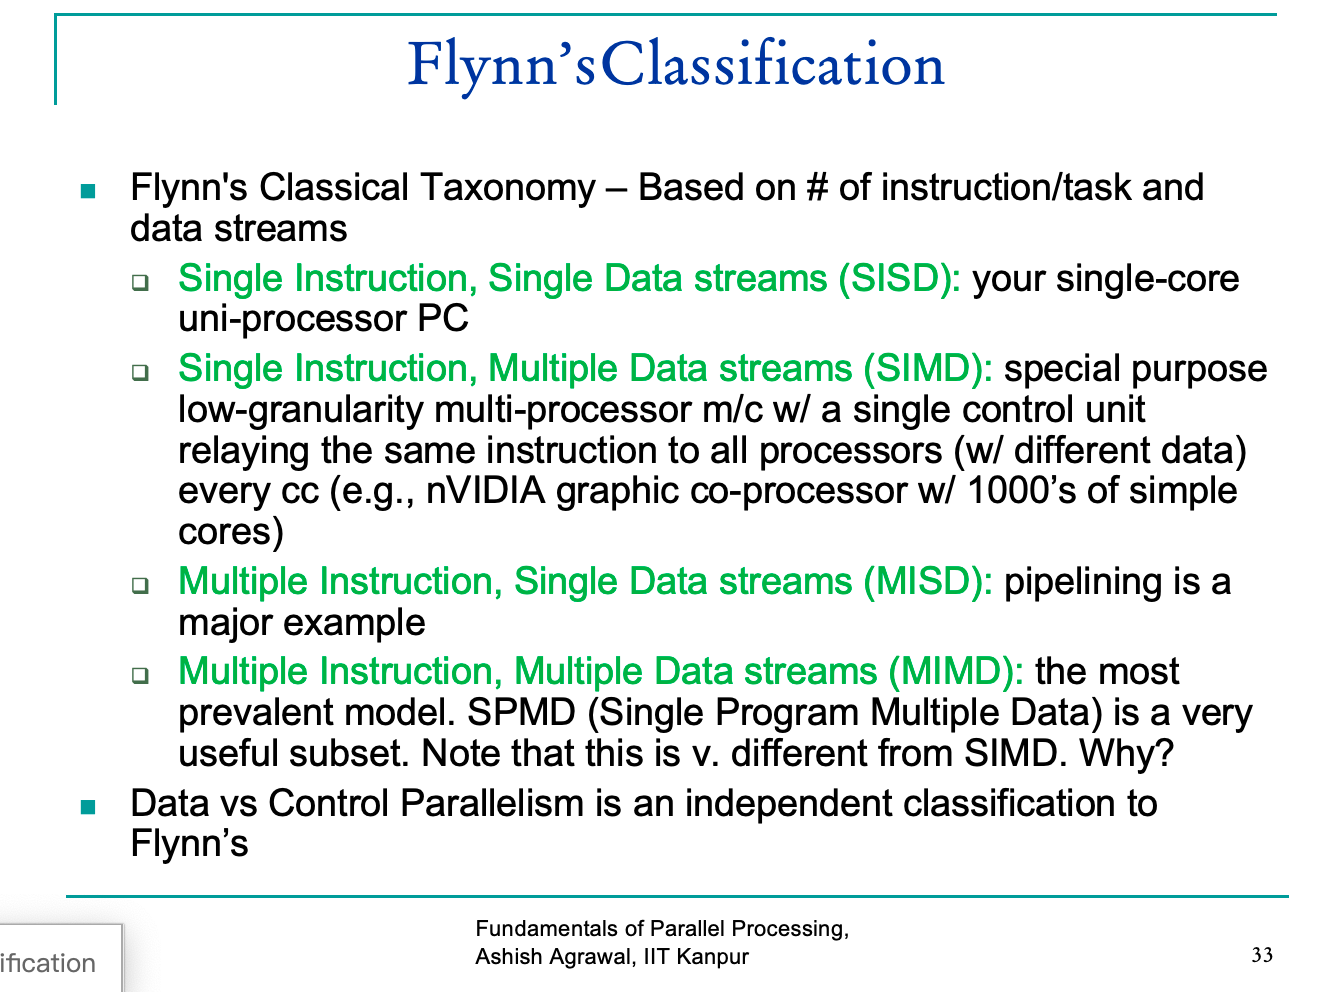 Flynn’sClassification
Flynn's Classical Taxonomy – Based on # of instruction/task and
data streams
Single Instruction, Single Data streams (SISD): your single-core
uni-processor PC
Single Instruction, Multiple Data streams (SIMD): special purpose
low-granularity multi-processor m/c w/ a single control unit
relaying the same instruction to all processors (w/ different data)
every cc (e.g., nVIDIA graphic co-processor w/ 1000’s of simple
cores)
Multiple Instruction, Single Data streams (MISD): pipelining is a
major example
Multiple Instruction, Multiple Data streams (MIMD): the most
prevalent model. SPMD (Single Program Multiple Data) is a very
useful subset. Note that this is v. different from SIMD. Why?
Data vs Control Parallelism is an independent classification to
Flynn’s
Fundamentals of Parallel Processing,
Ashish Agrawal, IIT Kanpur
33
ification